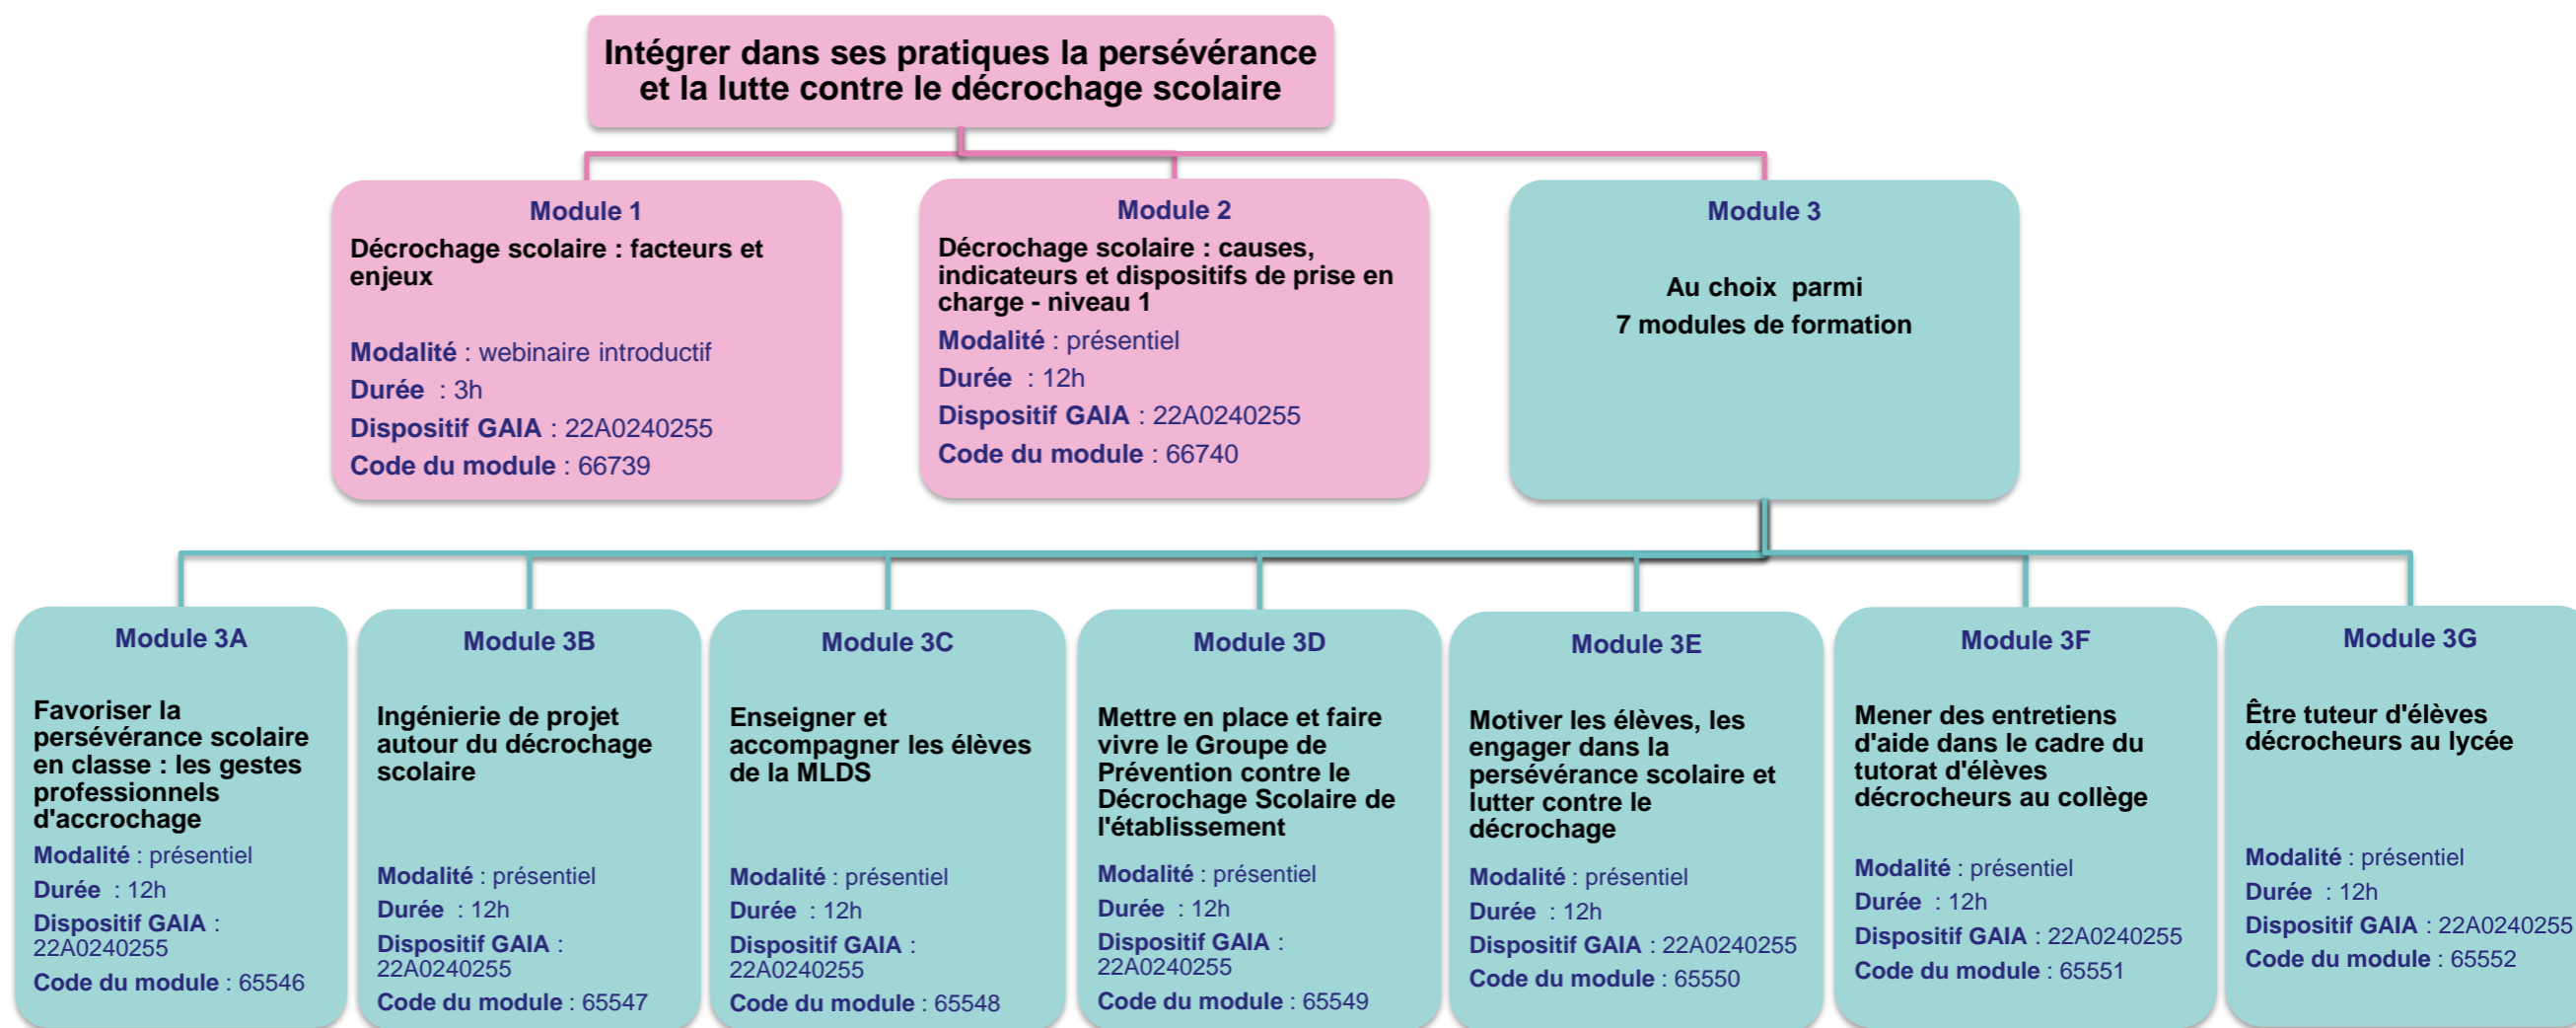 Intégrer dans ses pratiques la persévérance
et la lutte contre le décrochage scolaire
Module 1
Décrochage scolaire : facteurs et
enjeux
Modalité : webinaire introductif
Durée : 3h
Dispositif GAIA : 22A0240255
Code du module : 66739
Module 2
Décrochage scolaire : causes,
indicateurs et dispositifs de prise en
charge - niveau 1
Modalité : présentiel
Durée : 12h
Dispositif GAIA : 22A0240255
Code du module : 66740
Module 3
Au choix parmi
7 modules de formation
Module 3A
Favoriser la
persévérance scolaire
en classe : les gestes
professionnels
d'accrochage
Modalité : présentiel
Durée : 12h
Dispositif GAIA :
22A0240255
Code du module : 65546
Module 3B
Ingénierie de projet
autour du décrochage
scolaire
Modalité : présentiel
Durée : 12h
Dispositif GAIA :
22A0240255
Code du module : 65547
Module 3C
Enseigner et
accompagner les élèves
de la MLDS
Modalité : présentiel
Durée : 12h
Dispositif GAIA :
22A0240255
Code du module : 65548
Module 3D
Mettre en place et faire
vivre le Groupe de
Prévention contre le
Décrochage Scolaire de
l'établissement
Modalité : présentiel
Durée : 12h
Dispositif GAIA :
22A0240255
Code du module : 65549
Module 3E
Motiver les élèves, les
engager dans la
persévérance scolaire et
lutter contre le
décrochage
Modalité : présentiel
Durée : 12h
Dispositif GAIA : 22A0240255
Code du module : 65550
Module 3F
Mener des entretiens
d'aide dans le cadre du
tutorat d'élèves
décrocheurs au collège
Modalité : présentiel
Durée : 12h
Dispositif GAIA : 22A0240255
Code du module : 65551
Module 3G
Être tuteur d'élèves
décrocheurs au lycée
Modalité : présentiel
Durée : 12h
Dispositif GAIA : 22A0240255
Code du module : 65552